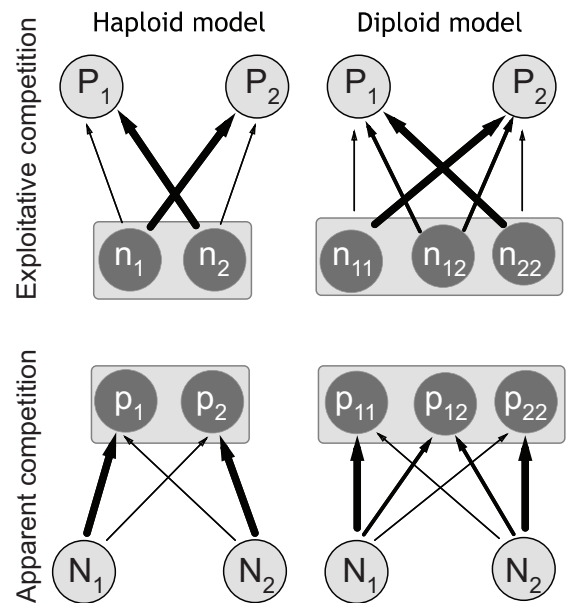 Haploid model
Diploid model
Exploitative competition
P1
P2
P1
P2
n1
n2
n11
n12
n22
Apparent competition
p1
p2
p11
p12
p22
N1
N2
N1
N2